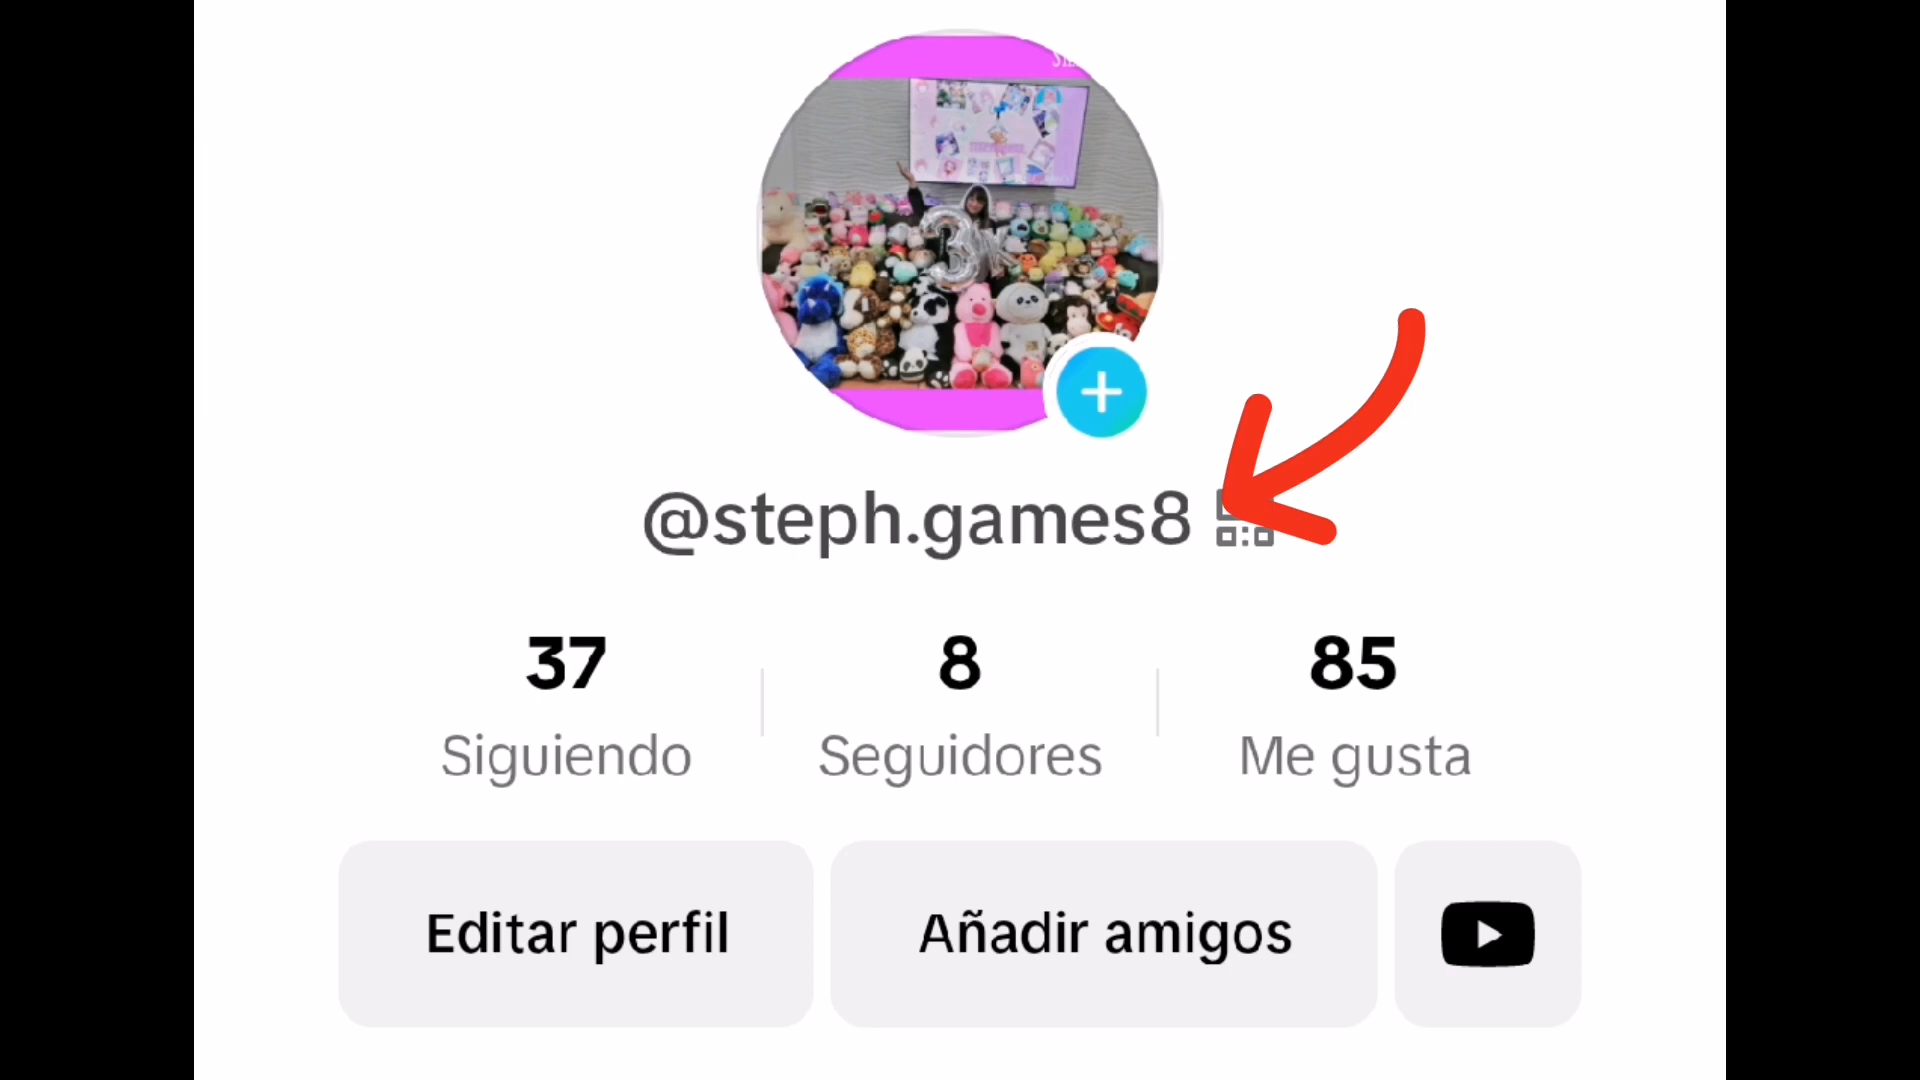 @steph.games8
37
8
85
Siguiendo
Seguidores
Me gusta
Editar perfil
Añadir amigos